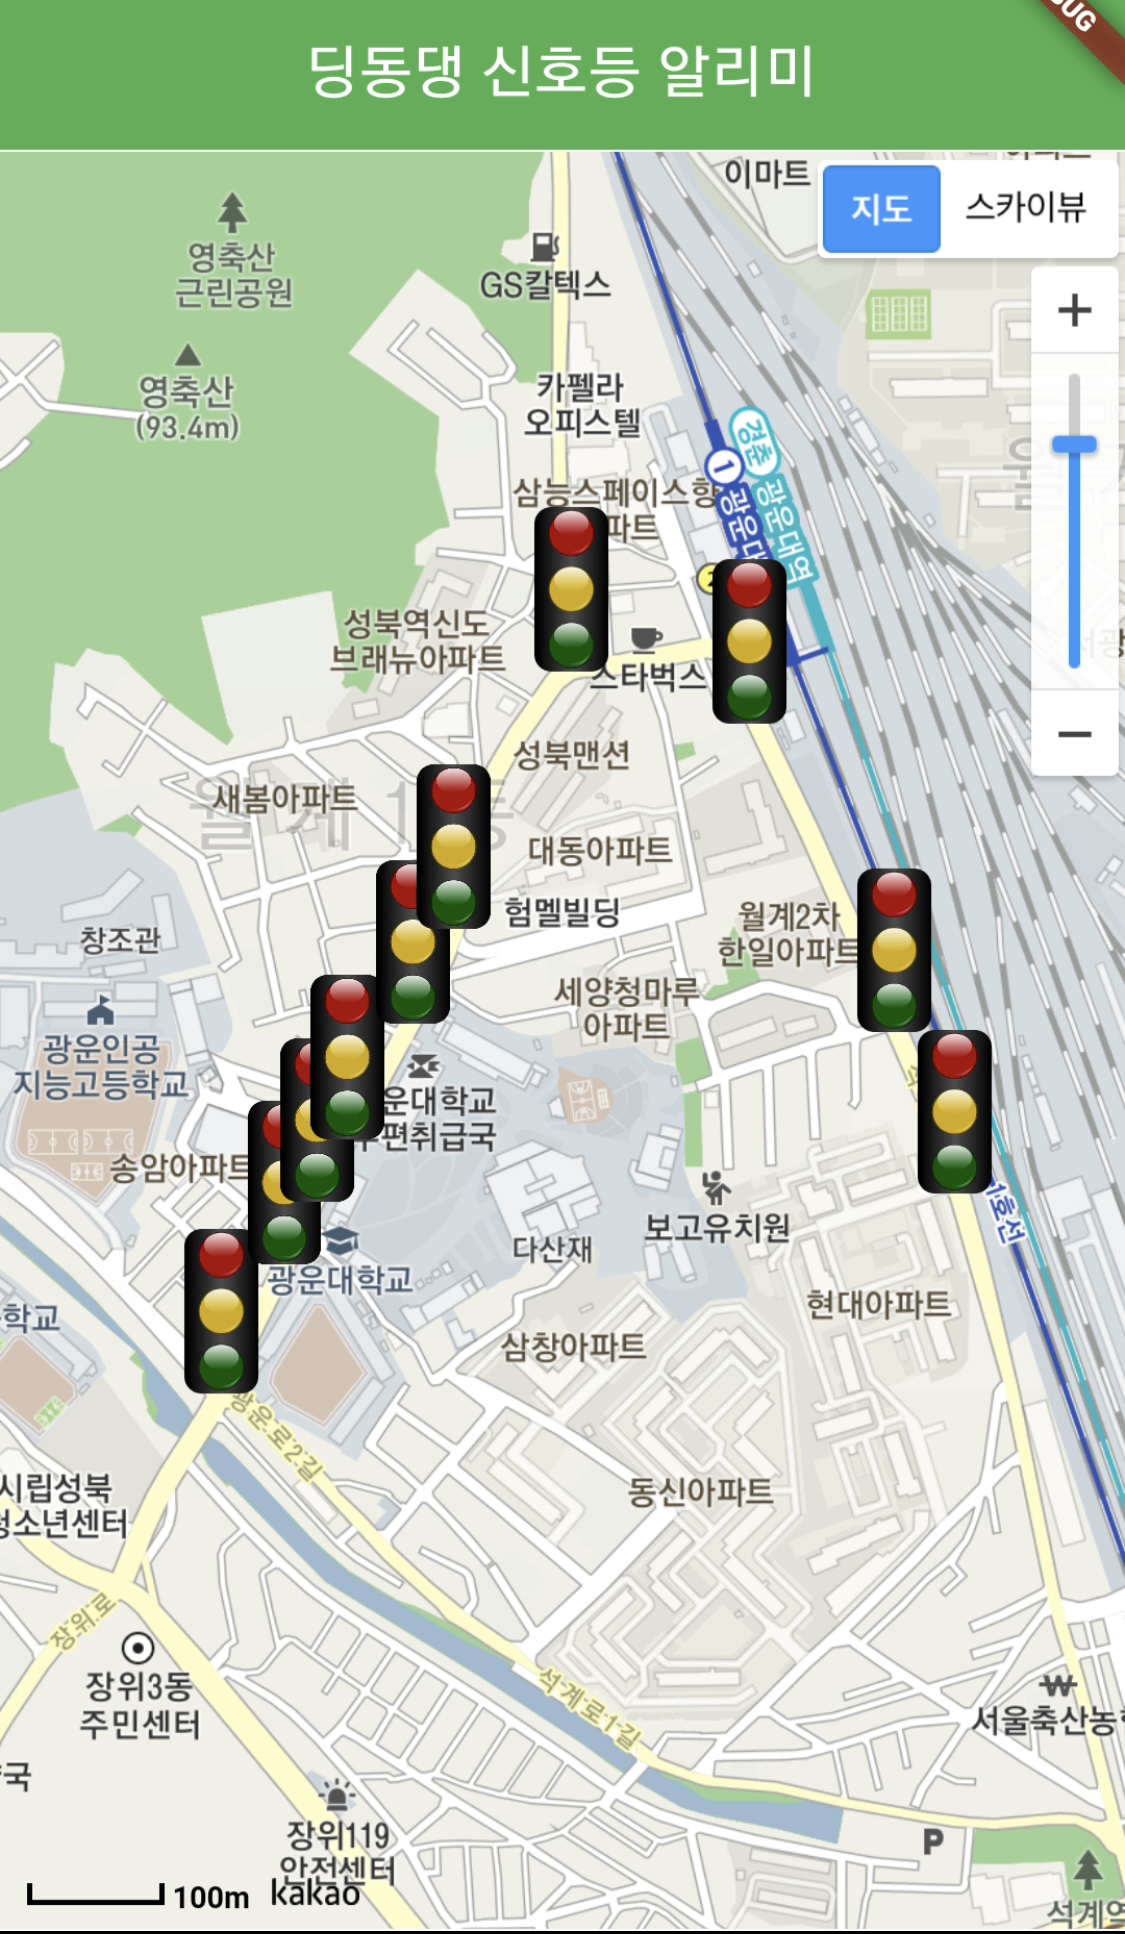 딩동댕 신호등 알리미
이마트
지도
스카이뷰
영축산
근린공원
GS칼텍스
영축산
(93.4m)
카펠라
오피스텔
경춘 광운대역
1
삼능스페이스향
파트
성북역신도
브래뉴아파트
스타벅스
성북맨션
새봄아파트
월계1동
대동아파트
험멜빌딩
월계2차
한일아파트
창조관
세양청마루
아파트
광운인공
지능고등학교
운대학교
편취급국
송암아파트
1호선
보고유치원
다산재
광운대학교
현대아파트
학교
삼창아파트
광운로2길
시립성북
청소년센터
동신아파트
장위로
장위3동
주민센터
석계로1길
서울축산농
장위119
안전센터
P
석계역
100m
kakao